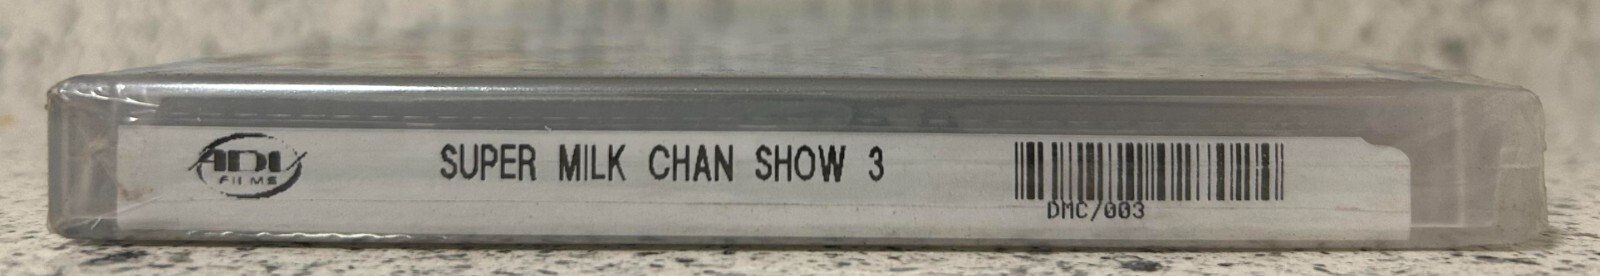 ADV
FILMS
SUPER MILK CHAN SHOW 3
DMC/003